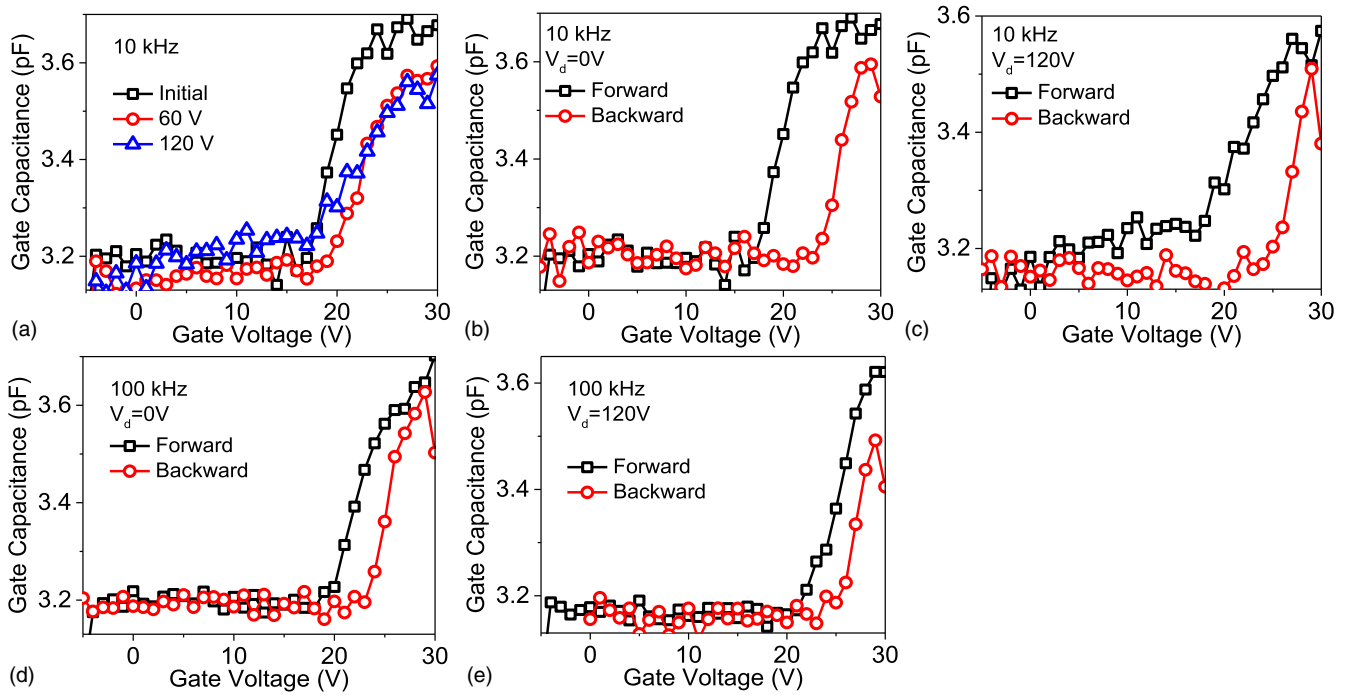 Gate Capacitance (pF)
3.6
3.4
3.2
10 kHz
Initial
60 V
120 V
0
10
20
30
Gate Voltage (V)
(a)
Gate Capacitance (pF)
3.6
3.4
3.2
10 kHz
Vd=0V
Forward
Backward
0
10
20
30
Gate Voltage (V)
(b)
Gate Capacitance (pF)
3.6
3.4
3.2
10 kHz
Vd=120V
Forward
Backward
0
10
20
30
Gate Voltage (V)
(c)
Gate Capacitance (pF)
3.6
3.4
3.2
100 kHz
Vd=0V
Forward
Backward
0
10
20
30
Gate Voltage (V)
(d)
Gate Capacitance (pF)
3.6
3.4
3.2
100 kHz
Vd=120V
Forward
Backward
0
10
20
30
Gate Voltage (V)
(e)